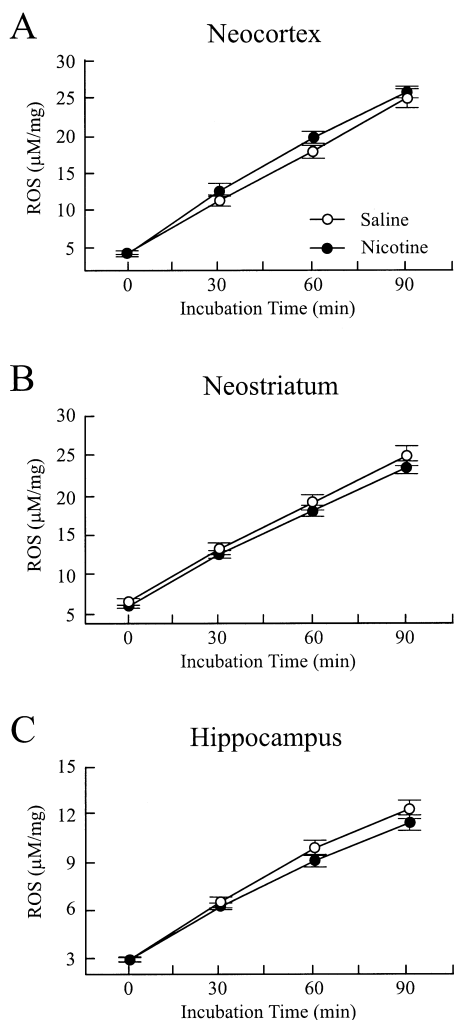 A
Neocortex
30
25
20
15
10
5
ROS (μM/mg)
Saline
Nicotine
0 30 60 90
Incubation Time (min)
B
Neostriatum
30
25
20
15
10
5
ROS (μM/mg)
0 30 60 90
Incubation Time (min)
C
Hippocampus
15
12
9
6
3
ROS (μM/mg)
0 30 60 90
Incubation Time (min)